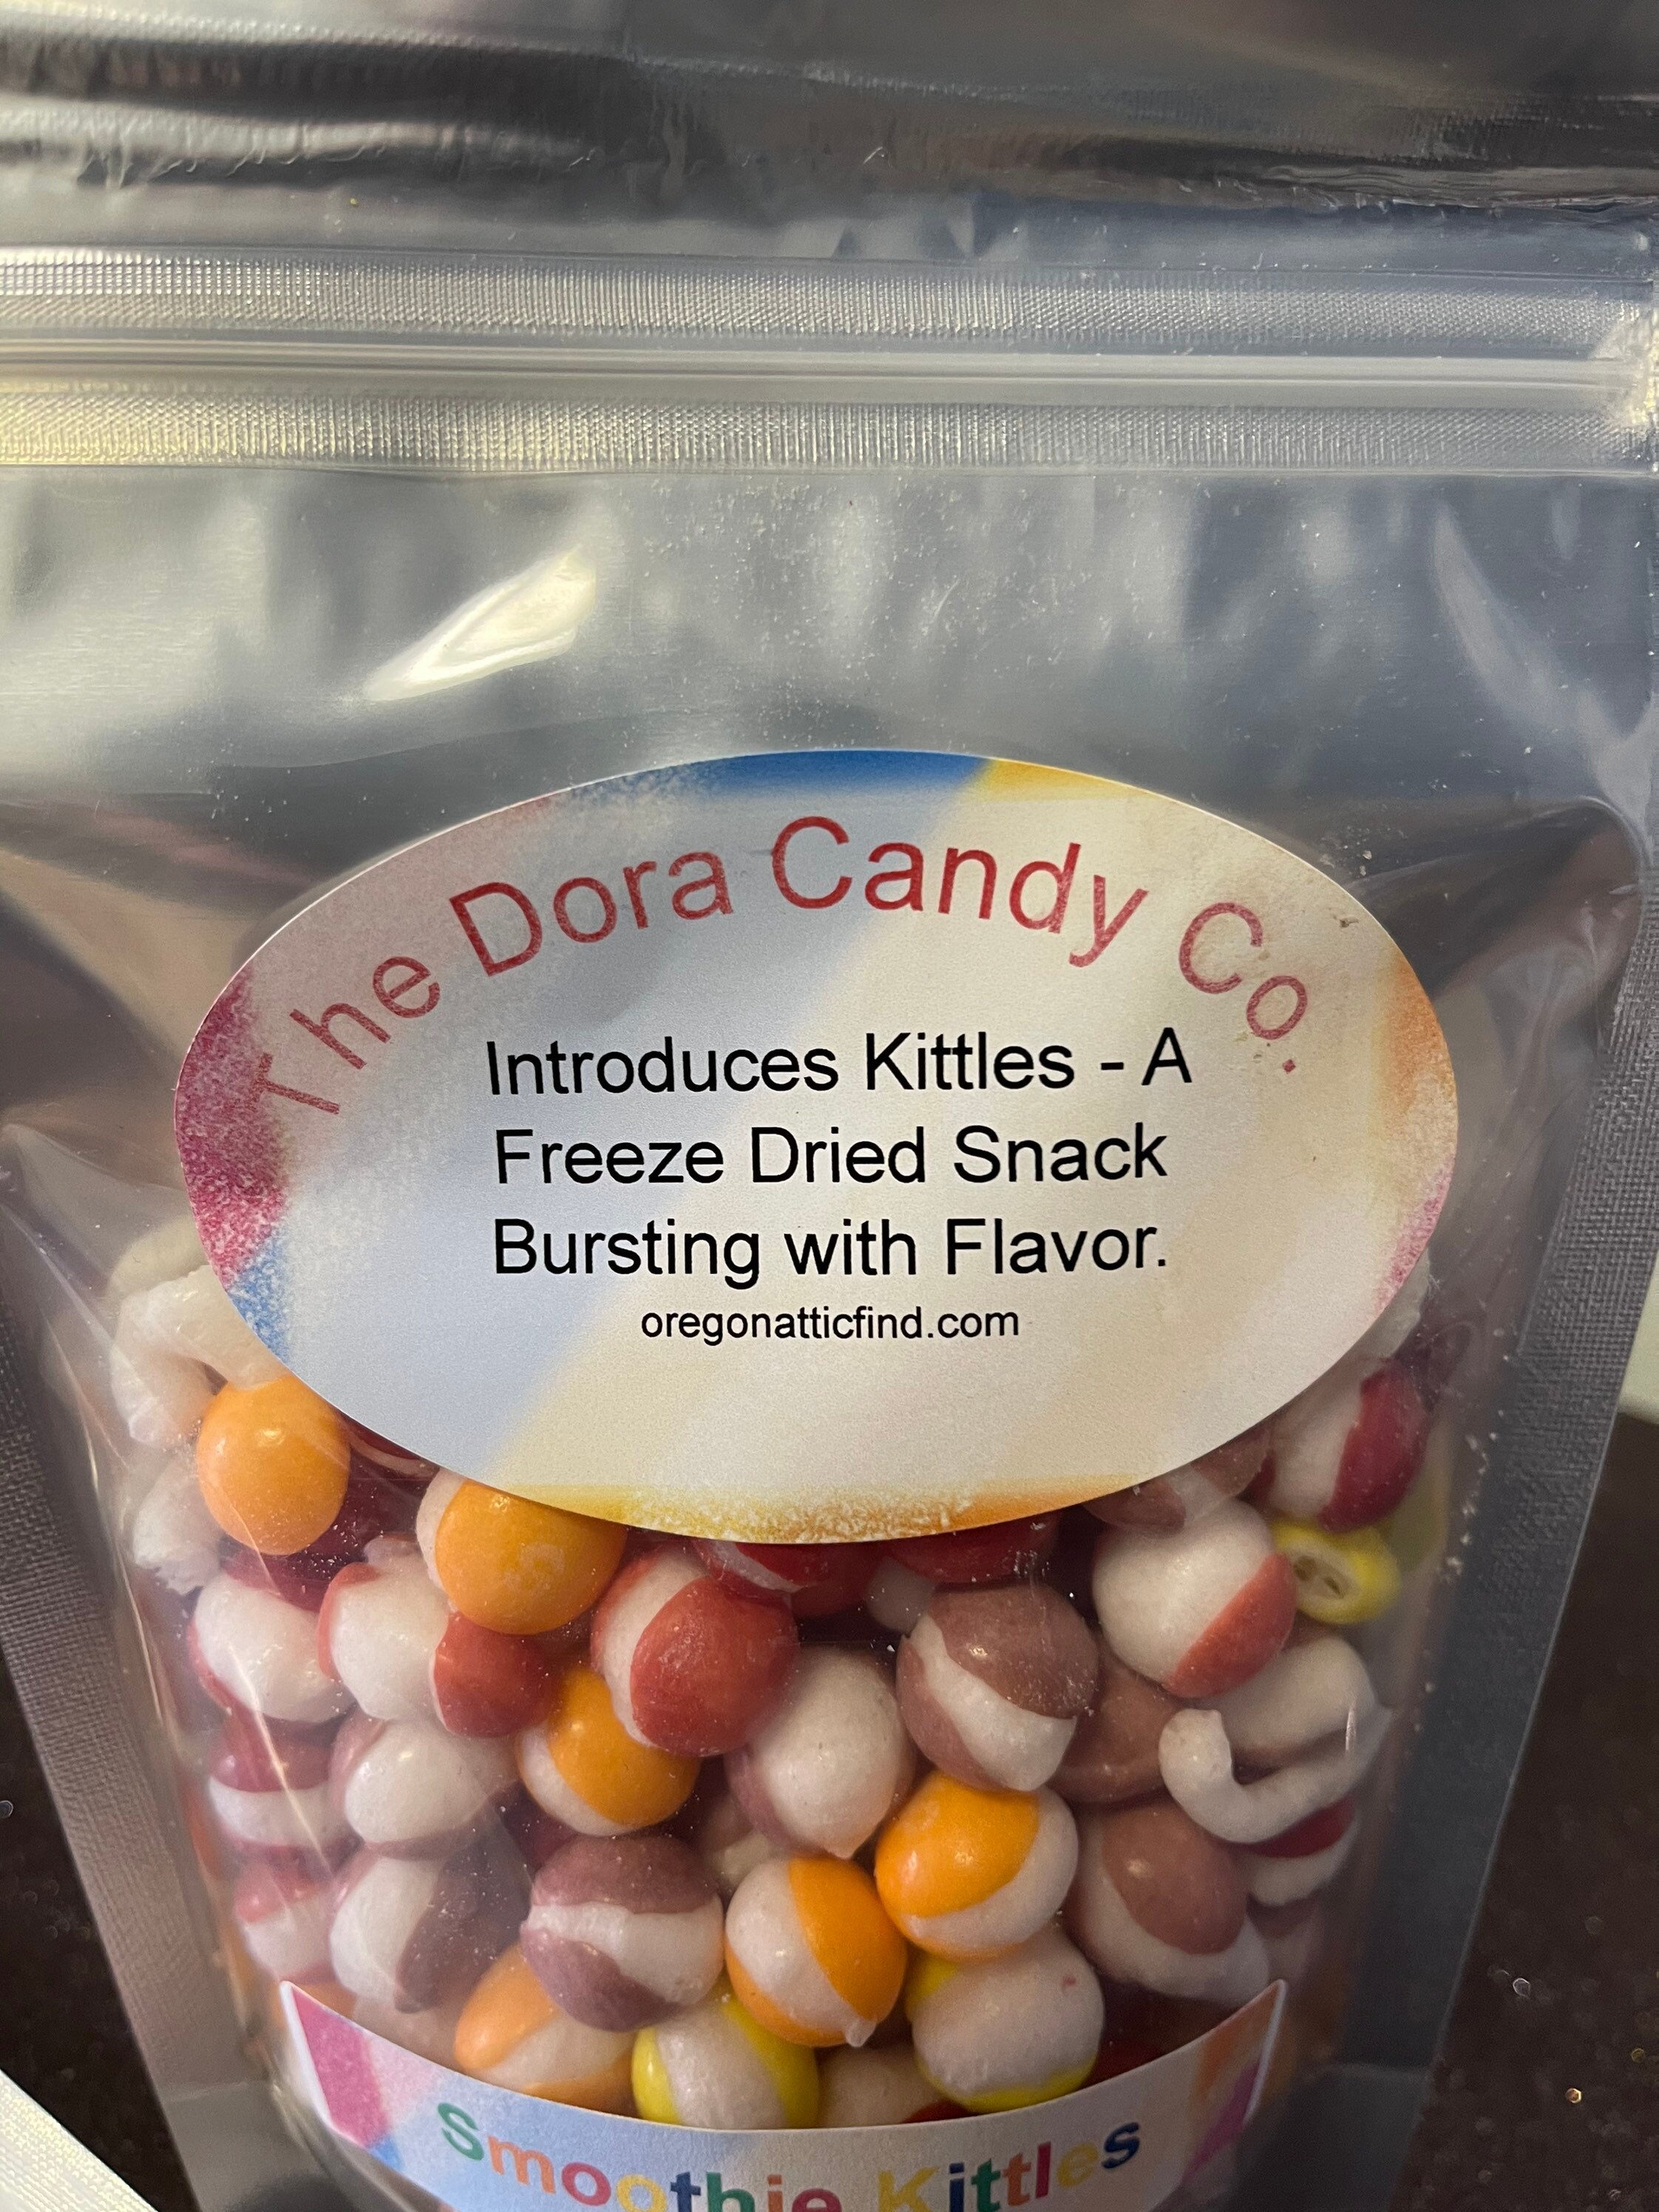 The Dora Candy Co.
Introduces Kittles - A
Freeze Dried Snack
Bursting with Flavor.
oregonatticfind.com
Smoothie Kittles